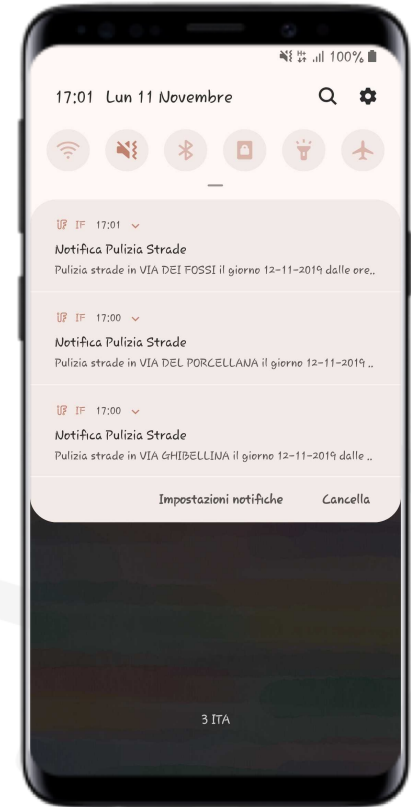 100%
17:01 Lun 11 Novembre
IF 17:01
Notifica Pulizia Strade
Pulizia strade in VIA DEI FOSSI il giorno 12-11-2019 dalle ore..
IF 17:00
Notifica Pulizia Strade
Pulizia strade in VIA DEL PORCELLANA il giorno 12-11-2019 ..
IF 17:00
Notifica Pulizia Strade
Pulizia strade in VIA GHIBELLINA il giorno 12-11-2019 dalle ..
Impostazioni notifiche Cancella
3 ITA